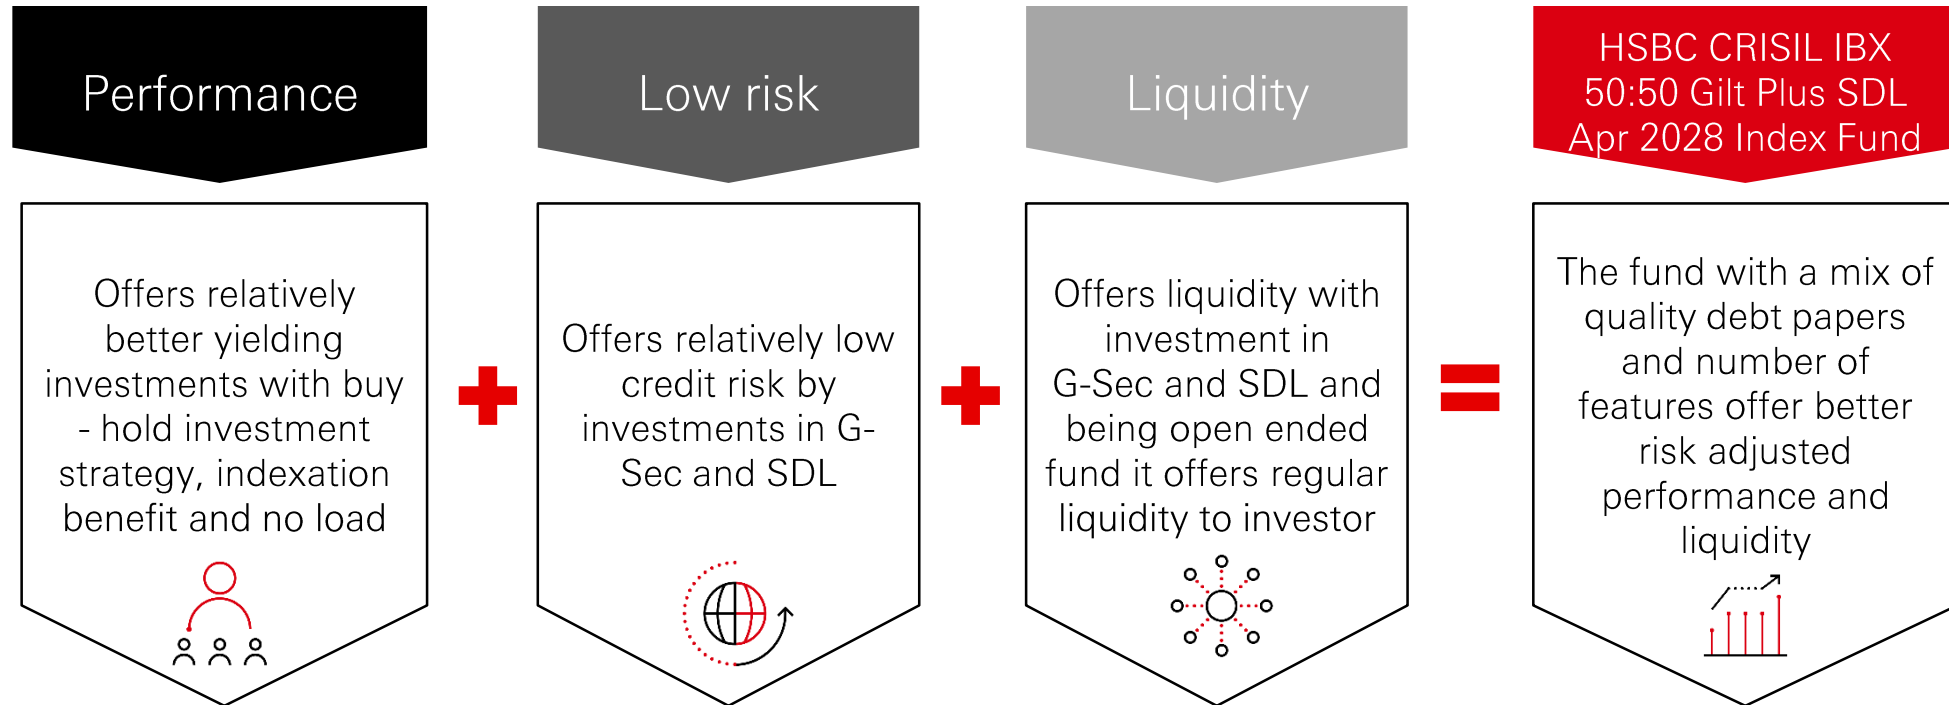 Performance
Offers relatively
better yielding
investments with buy
- hold investment
strategy, indexation
benefit and no load
Low risk
Offers relatively low
credit risk by
investments in G-
Sec and SDL
Liquidity
Offers liquidity with
investment in
G-Sec and SDL and
being open ended
fund it offers regular
liquidity to investor
HSBC CRISIL IBX
50:50 Gilt Plus SDL
Apr 2028 Index Fund
The fund with a mix of
quality debt papers
and number of
features offer better
risk adjusted
performance and
liquidity